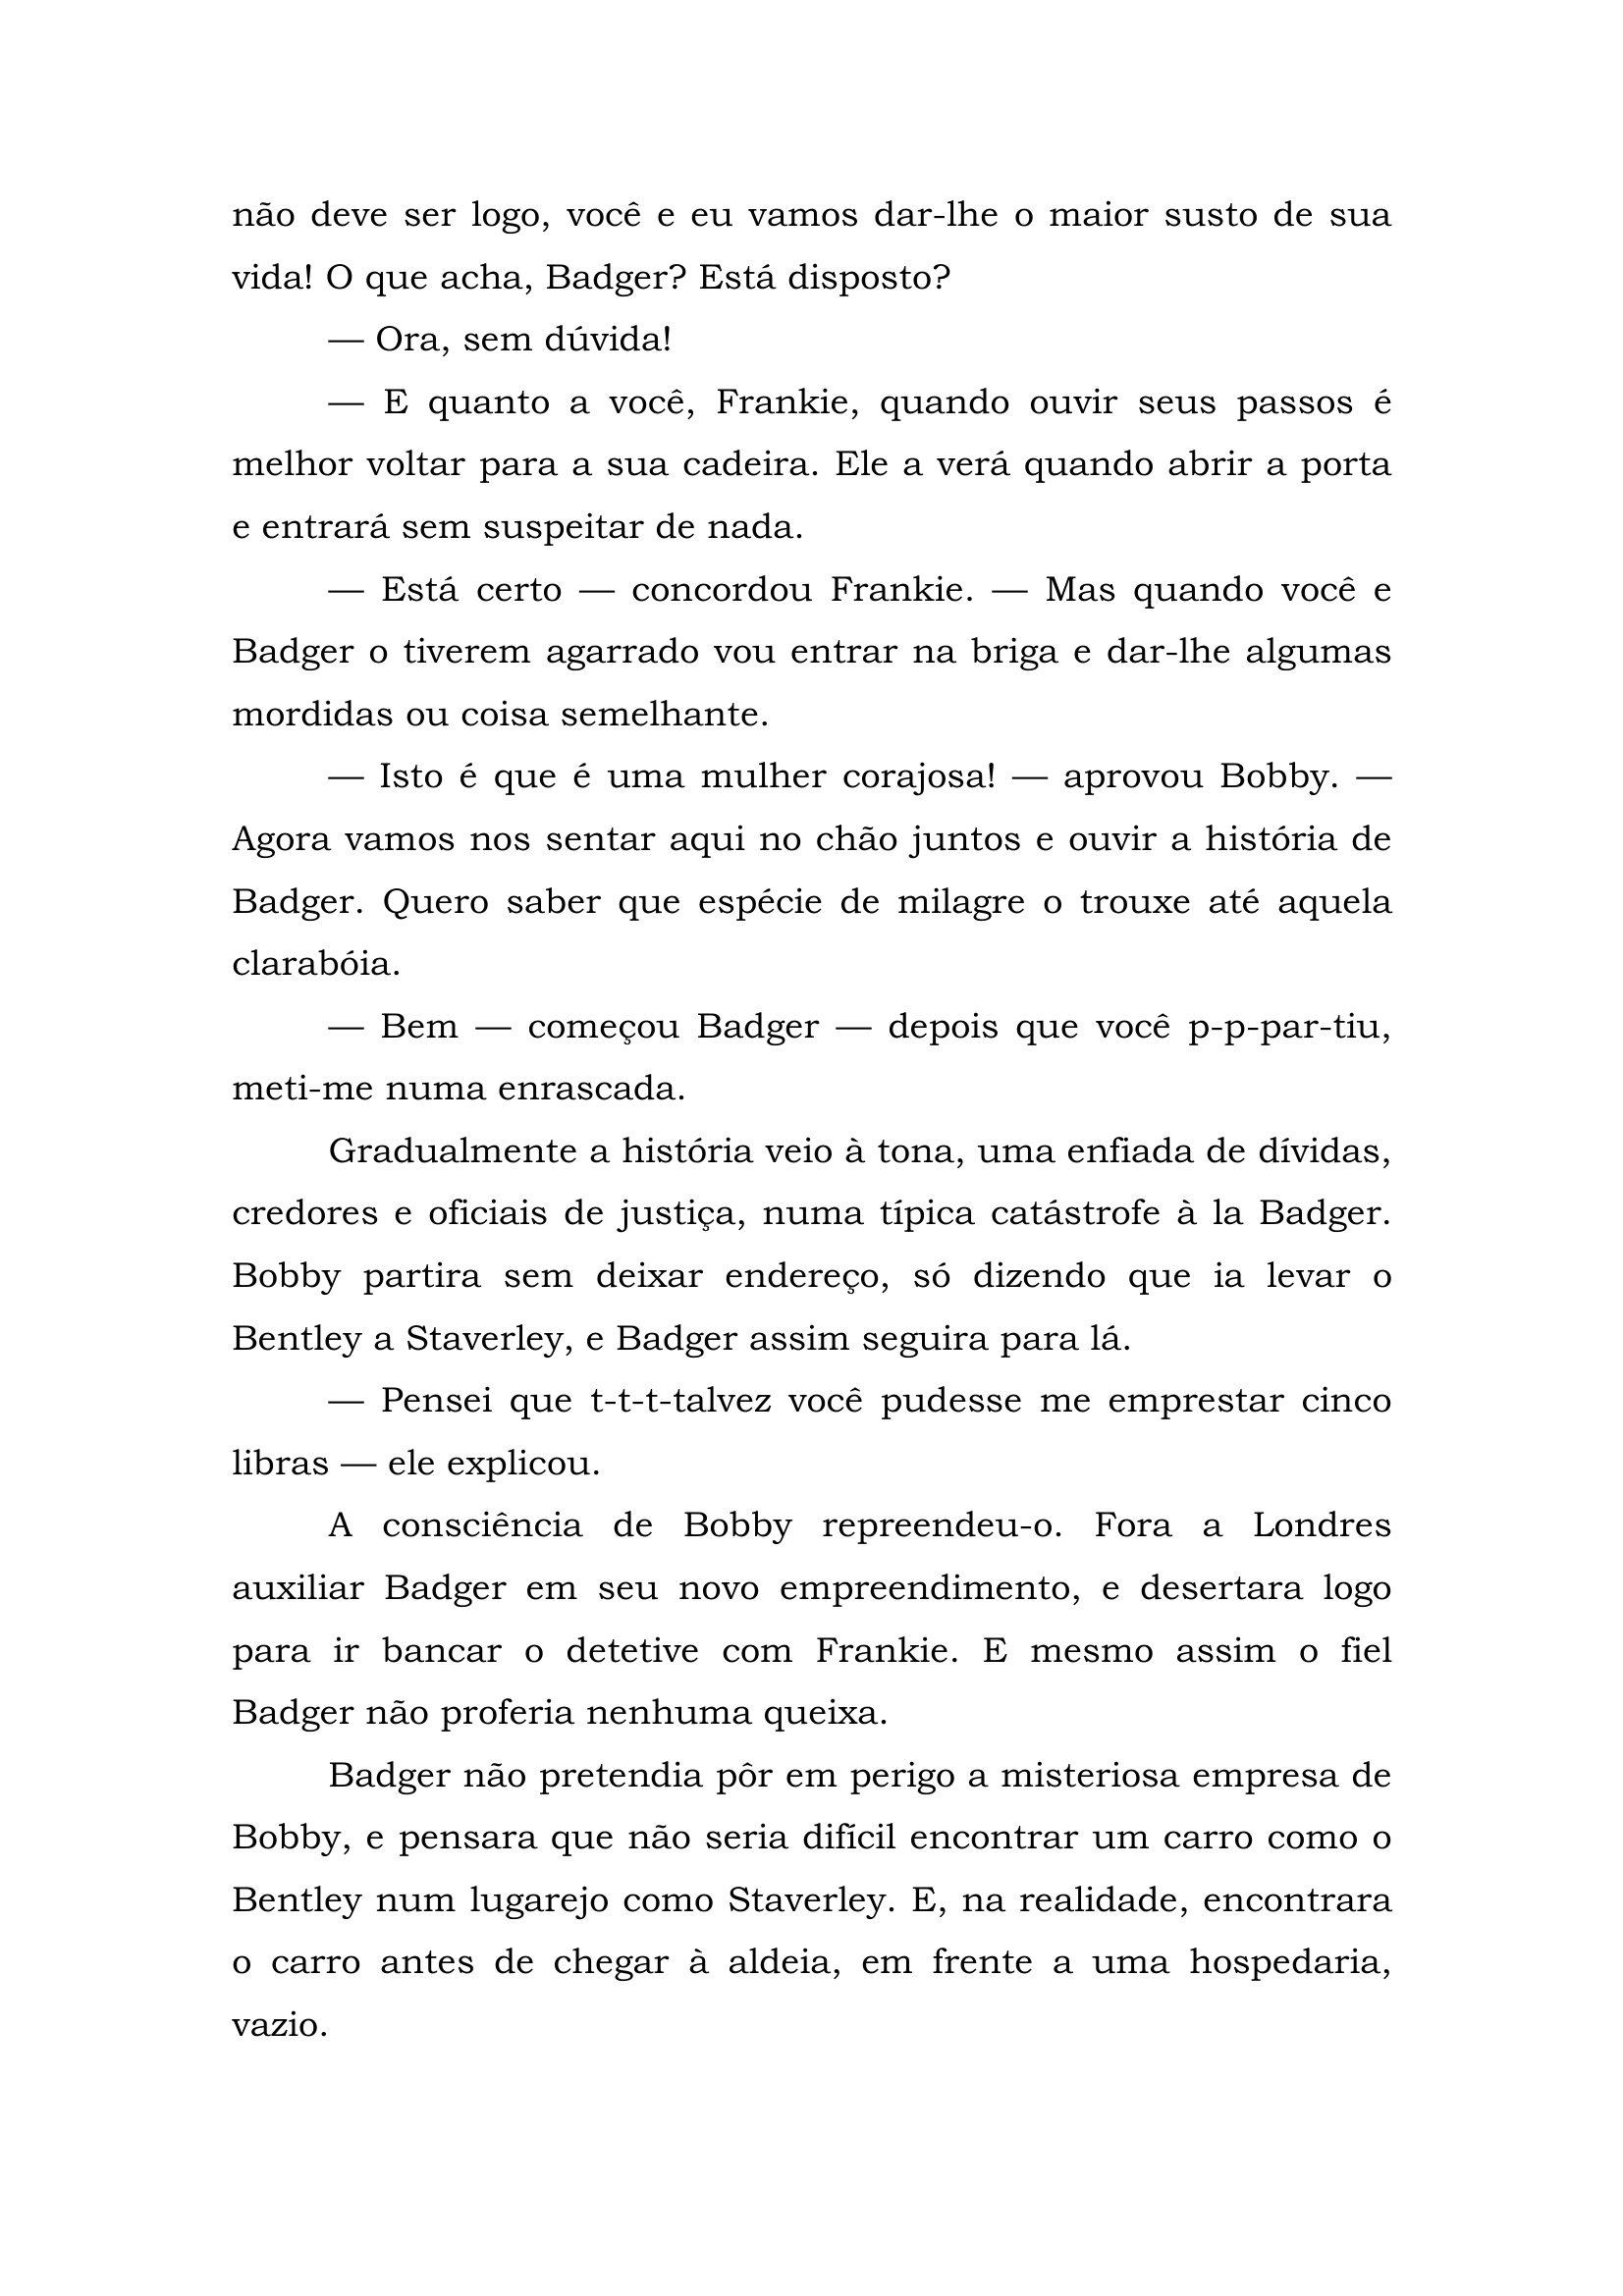 não deve ser logo, você e eu vamos dar-lhe o maior susto de sua
vida! O que acha, Badger? Está disposto?
— Ora, sem dúvida!
— E quanto a você, Frankie, quando ouvir seus passos é
melhor voltar para a sua cadeira. Ele a verá quando abrir a porta
e entrará sem suspeitar de nada.
— Está certo — concordou Frankie. — Mas quando você e
Badger o tiverem agarrado vou entrar na briga e dar-lhe algumas
mordidas ou coisa semelhante.
— Isto é que é uma mulher corajosa! — aprovou Bobby. —
Agora vamos nos sentar aqui no chão juntos e ouvir a história de
Badger. Quero saber que espécie de milagre o trouxe até aquela
clarabóia.
— Bem — começou Badger — depois que você p-p-par-tiu,
meti-me numa enrascada.
Gradualmente a história veio à tona, uma enfiada de dívidas,
credores e oficiais de justiça, numa típica catástrofe à la Badger.
Bobby partira sem deixar endereço, só dizendo que ia levar o
Bentley a Staverley, e Badger assim seguira para lá.
— Pensei que t-t-t-talvez você pudesse me emprestar cinco
libras — ele explicou.
A consciência de Bobby repreendeu-o. Fora a Londres
auxiliar Badger em seu novo empreendimento, e desertara logo
para ir bancar o detetive com Frankie. E mesmo assim o fiel
Badger não proferia nenhuma queixa.
Badger não pretendia pôr em perigo a misteriosa empresa de
Bobby, e pensara que não seria difícil encontrar um carro como o
Bentley num lugarejo como Staverley. E, na realidade, encontrara
o carro antes de chegar à aldeia, em frente a uma hospedaria,
vazio.